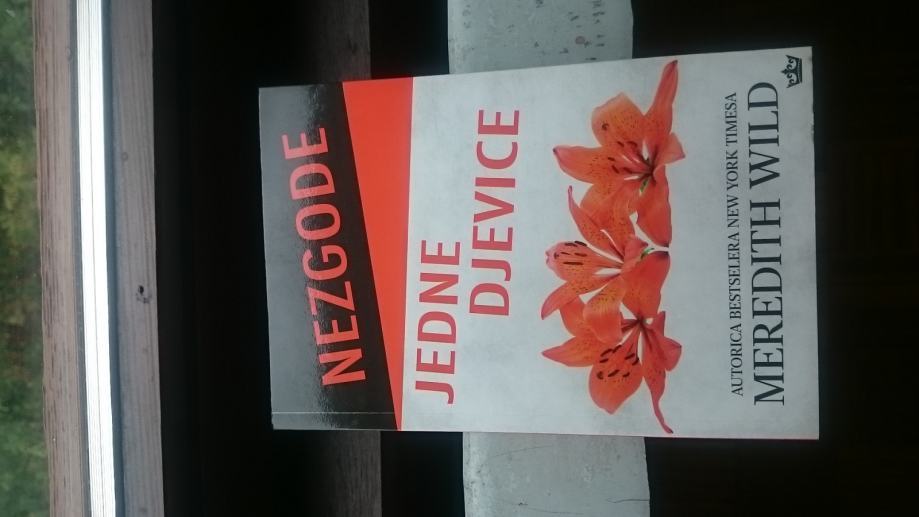 NEZGODE
JEDNE
DJEVICE
AUTORICA BESTSELERA NEW YORK TIMESA
MEREDITH WILD